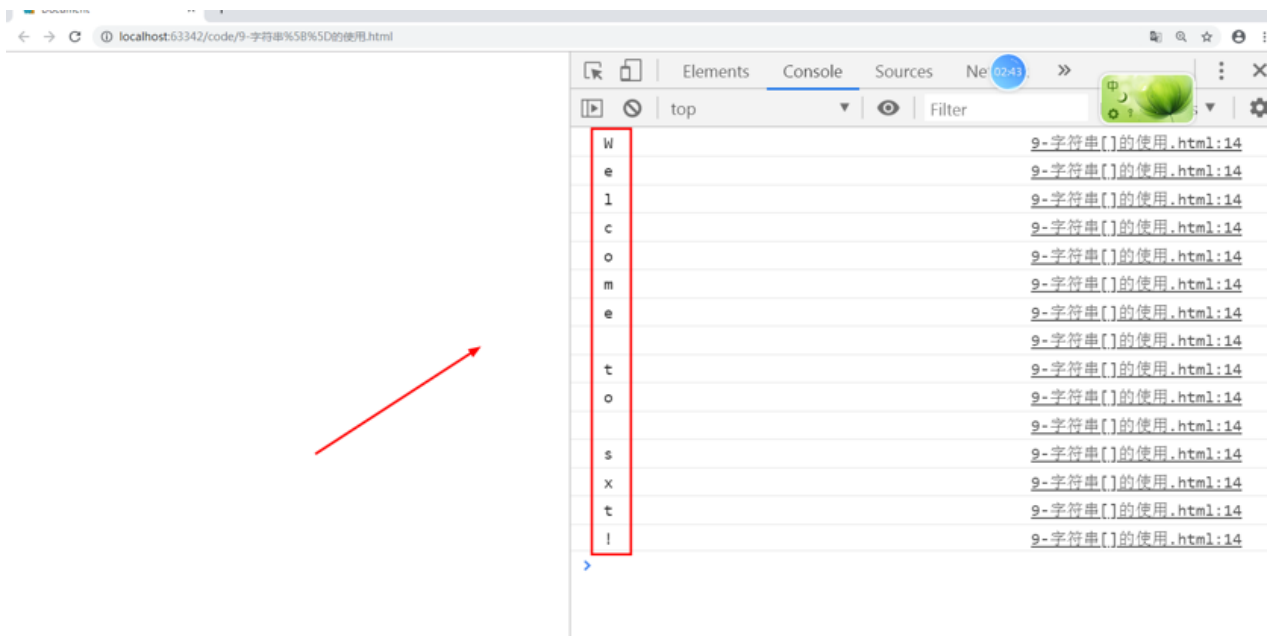 Document
localhost:63342/code/9-字符串%5B%5D的使用.html
Elements Console Sources Ne 02:43 »
top Filter 中
W 9-字符串[]的使用.html:14
e 9-字符串[]的使用.html:14
l 9-字符串[]的使用.html:14
c 9-字符串[]的使用.html:14
o 9-字符串[]的使用.html:14
m 9-字符串[]的使用.html:14
e 9-字符串[]的使用.html:14
9-字符串[]的使用.html:14
t 9-字符串[]的使用.html:14
o 9-字符串[]的使用.html:14
9-字符串[]的使用.html:14
s 9-字符串[]的使用.html:14
x 9-字符串[]的使用.html:14
t 9-字符串[]的使用.html:14
! 9-字符串[]的使用.html:14